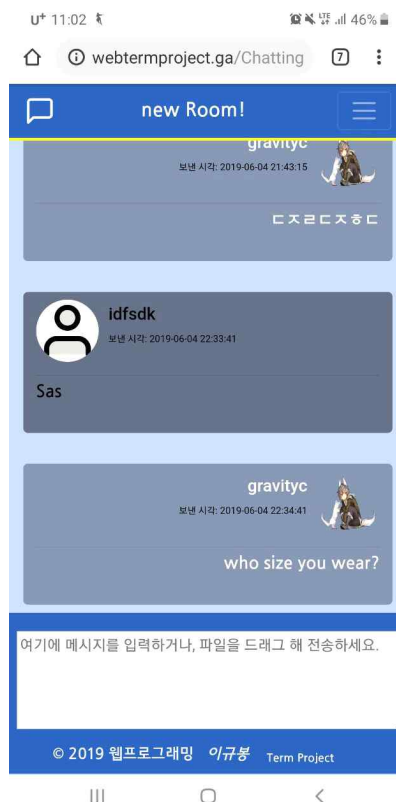 U+ 11:02 LTE 46%
webtermproject.ga/Chatting 7
new Room!
gravityc
보낸 시각: 2019-06-04 21:43:15
ㄷㅈㄹㄷㅈㅎㄷ
idfsdk
보낸 시각: 2019-06-04 22:33:41
Sas
gravityc
보낸 시각: 2019-06-04 22:34:41
who size you wear?
여기에 메시지를 입력하거나, 파일을 드래그 해 전송하세요.
© 2019 웹프로그래밍 이규봉 Term Project